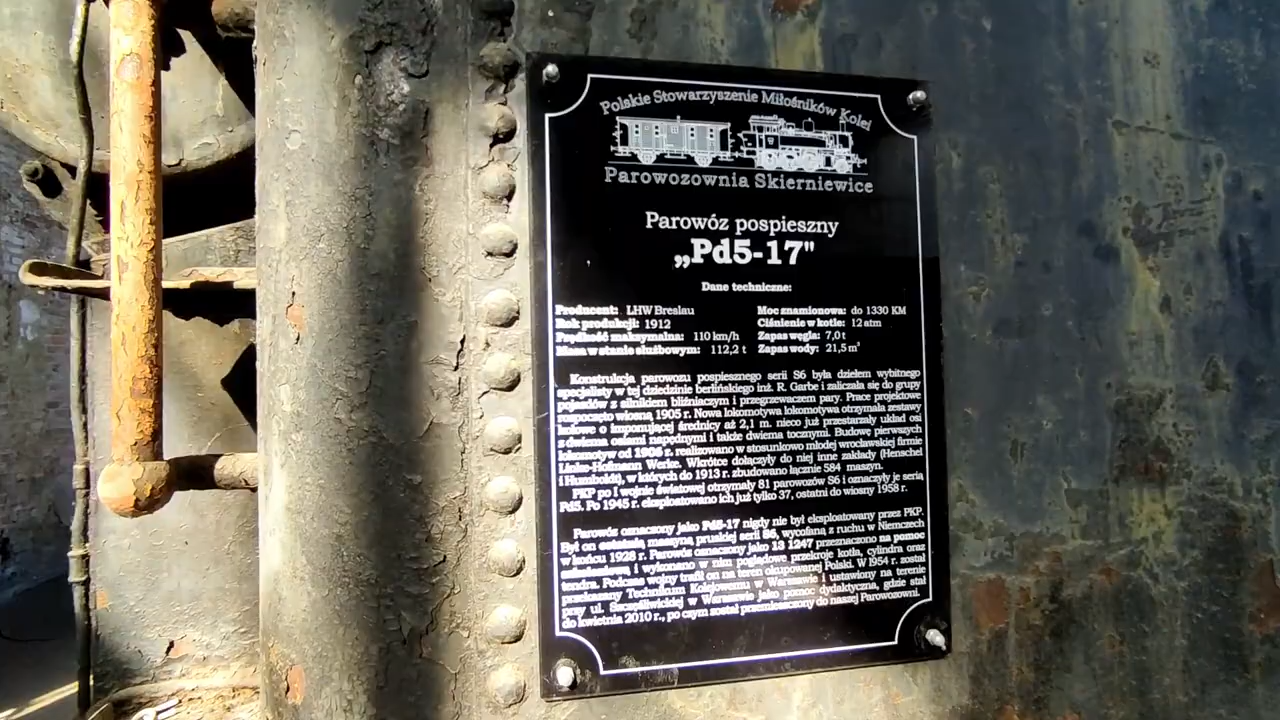 Polskie Stowarzyszenie Miłośników Kolei
Parowozownia Skierniewice
Parowóz pospieszny
„Pd5-17"
Dane techniczne:
Producent: LHW Breslau
Rok produkcji: 1912
Prędkość maksymalna: 110 km/h
Masa w stanie służbowym: 112,2 t
Moc znamionowa: do 1330 KM
Ciśnienie w kotle: 12 atm
Zapas węgla: 7,0 t
Zapas wody: 21,5 m³
Konstrukcja parowozu pospiesznego serii S6 była dziełem wybitnego
specjalisty w tej dziedzinie berlińskiego inż. R. Garbe i zaliczała się do grupy
pojazdów z silnikiem bliźniaczym i przegrzewaczem pary. Prace projektowe
rozpoczęto wiosną 1905 r. Nowa lokomotywa lokomotywa otrzymała zestawy
kołowe o imponującej średnicy aż 2,1 m. nieco już przestarzały układ osi
z dwiema osiami napędnymi i także dwiema tocznymi. Budowę pierwszych
lokomotyw od 1906 r. realizowano w stosunkowo młodej wrocławskiej firmie
Linke-Hofmann Werke. Wkrótce dołączyły do niej inne zakłady (Henschel
i Humboldt), w których do 1913 r. zbudowano łącznie 584 maszyn.
PKP po I wojnie światowej otrzymały 81 parowozów S6 i oznaczyły je serią
Pd5. Po 1945 r. eksploatowano ich już tylko 37, ostatni do wiosny 1958 r.
Parowóz oznaczony jako Pd5-17 nigdy nie był eksploatowany przez PKP.
Był on ostatnią maszyną pruskiej serii S6, wycofaną z ruchu w Niemczech
w końcu 1928 r. Parowóz oznaczony jako 13 1247 przeznaczono na pomoc
szkoleniową i wykonano w nim poglądowe przekroje kotła, cylindra oraz
tendra. Podczas wojny trafił on na teren okupowanej Polski. W 1954 r. został
przekazany Technikum Kolejowemu w Warszawie i ustawiony na terenie
przy ul. Szczęśliwickiej w Warszawie jako pomoc dydaktyczna, gdzie stał
do kwietnia 2010 r., po czym został przemieszczony do naszej Parowozowni.